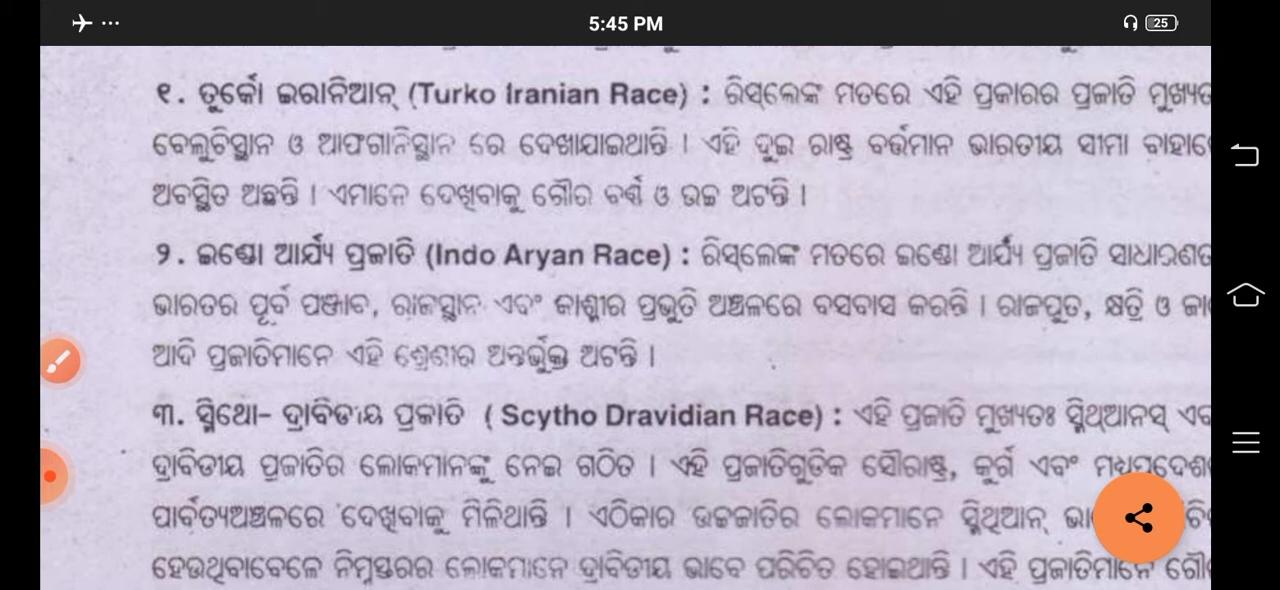 5:45 PM
25
୧. ତୁର୍କୋ ଇରାନିଆନ୍ (Turko Iranian Race) : ରିସ୍‌ଲେଙ୍କ ମତରେ ଏହି ପ୍ରକାରର ପ୍ରଜାତି
ବେଲୁଚିସ୍ଥାନ ଓ ଆଫଗାନିସ୍ଥାନ ରେ ଦେଖାଯାଇଥାନ୍ତି । ଏହି ଦୁଇ ରାଷ୍ଟ୍ର ବର୍ତ୍ତମାନ ଭାରତୀୟ ସୀମା
ଅବସ୍ଥିତ ଅଛନ୍ତି । ଏମାନେ ଦେଖିବାକୁ ଗୌର ବର୍ଣ୍ଣ ଓ ଉଚ୍ଚ ଅଟନ୍ତି ।
୨. ଇଣ୍ଡୋ ଆର୍ଯ୍ୟ ପ୍ରଜାତି (Indo Aryan Race) : ରିସ୍‌ଲେଙ୍କ ମତରେ ଇଣ୍ଡୋ ଆର୍ଯ୍ୟ ପ୍ରଜାତି
ଭାରତର ପୂର୍ବ ପଞ୍ଜାବ, ରାଜସ୍ଥାନ ଏବଂ କାଶ୍ମୀର ପ୍ରଭୃତି ଅଞ୍ଚଳରେ ବସବାସ କରନ୍ତି । ରାଜପୁତ, କ୍ଷତ୍ରି ଓ
ଆଦି ପ୍ରଜାତିମାନେ ଏହି ଶ୍ରେଣୀର ଅନ୍ତର୍ଭୁକ୍ତ ଅଟନ୍ତି ।
୩. ସ୍କିଥୋ- ଦ୍ରାବିଡୀୟ ପ୍ରଜାତି ( Scytho Dravidian Race) : ଏହି ପ୍ରଜାତି ମୁଖ୍ୟତଃ ସ୍କିଥ୍‌ଆନସ୍
ଦ୍ରାବିଡୀୟ ପ୍ରଜାତିର ଲୋକମାନଙ୍କୁ ନେଇ ଗଠିତ । ଏହି ପ୍ରଜାତିଗୁଡିକ ସୌରାଷ୍ଟ୍ର, କୁର୍ଗ ଏବଂ
ପାର୍ବତ୍ୟଅଞ୍ଚଳରେ ଦେଖିବାକୁ ମିଳିଥାନ୍ତି । ଏଠିକାର ଉଚ୍ଚଜାତିର ଲୋକମାନେ ସ୍କିଥିଆନ୍
ହେଉଥିବାବେଳେ ନିମ୍ନସ୍ତରର ଲୋକମାନେ ଦ୍ରାବିଡୀୟ ଭାବେ ପରିଚିତ ହୋଇଥାନ୍ତି । ଏହି ପ୍ରଜାତିମାନେ